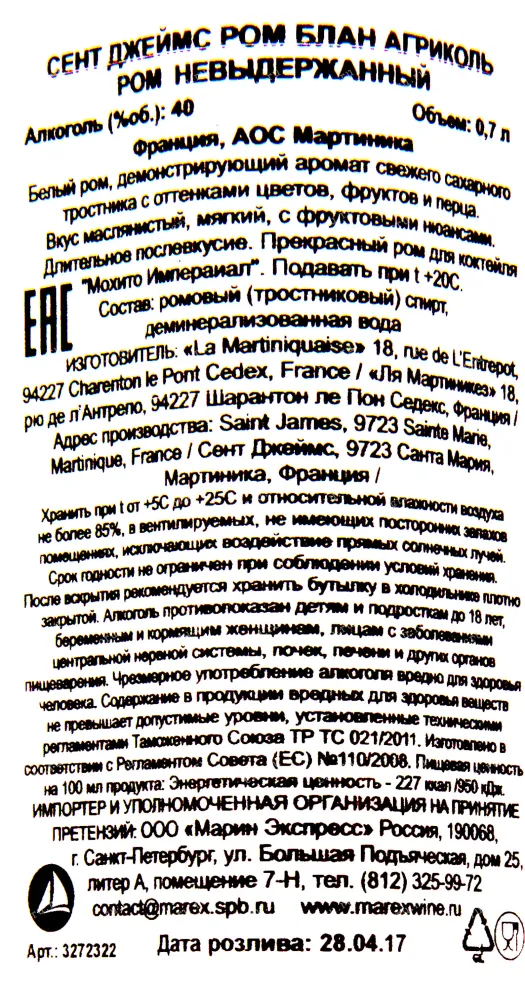 СЕНТ ДЖЕЙМС РОМ БЛАН АГРИКОЛЬ
РОМ НЕВЫДЕРЖАННЫЙ
Алкоголь (%об.): 40 Объем: 0,7 л
Франция, АОС Мартиника
Белый ром, демонстрирующий аромат свежего сахарного
тростника с оттенками цветов, фруктов и перца.
Вкус маслянистый, мягкий, с фруктовыми нюансами.
Длительное послевкусие. Прекрасный ром для коктейля
"Мохито Империал". Подавать при t +20С.
ЕАС
Состав: ромовый (тростниковый) спирт,
деминерализованная вода
ИЗГОТОВИТЕЛЬ: «La Martiniquaise» 18, rue de L'Entrepot,
94227 Charenton le Pont Cedex, France / «Ля Мартиникез» 18,
рю де л'Антрепо, 94227 Шарантон ле Пон Седекс, Франция /
Адрес производства: Saint James, 9723 Sainte Marie,
Martinique, France / Сент Джеймс, 9723 Санта Мария,
Мартиника, Франция /
Хранить при t от +5С до +25С и относительной влажности воздуха
не более 85%, в вентилируемых, не имеющих посторонних запахов
помещениях, исключающих воздействие прямых солнечных лучей.
Срок годности не ограничен при соблюдении условий хранения.
После вскрытия рекомендуется хранить бутылку в холодильнике плотно
закрытой. Алкоголь противопоказан детям и подросткам до 18 лет,
беременным и кормящим женщинам, лицам с заболеваниями
центральной нервной системы, почек, печени и других органов
пищеварения. Чрезмерное употребление алкоголя вредно для здоровья
человека. Содержание в продукции вредных для здоровья веществ
не превышает допустимые уровни, установленные техническими
регламентами Таможенного Союза ТР ТС 021/2011. Изготовлено в
соответствии с Регламентом Совета (ЕС) №110/2008. Пищевая ценность
на 100 мл продукта: Энергетическая ценность - 227 ккал /950 кДж.
ИМПОРТЕР И УПОЛНОМОЧЕННАЯ ОРГАНИЗАЦИЯ НА ПРИНЯТИЕ
ПРЕТЕНЗИЙ: ООО «Марин Экспресс» Россия, 190068,
г. Санкт-Петербург, ул. Большая Подъяческая, дом 25,
литер А, помещение 7-Н, тел. (812) 325-99-72
contact@marex.spb.ru www.marexwine.ru
Арт.: 3272322 Дата розлива: 28.04.17